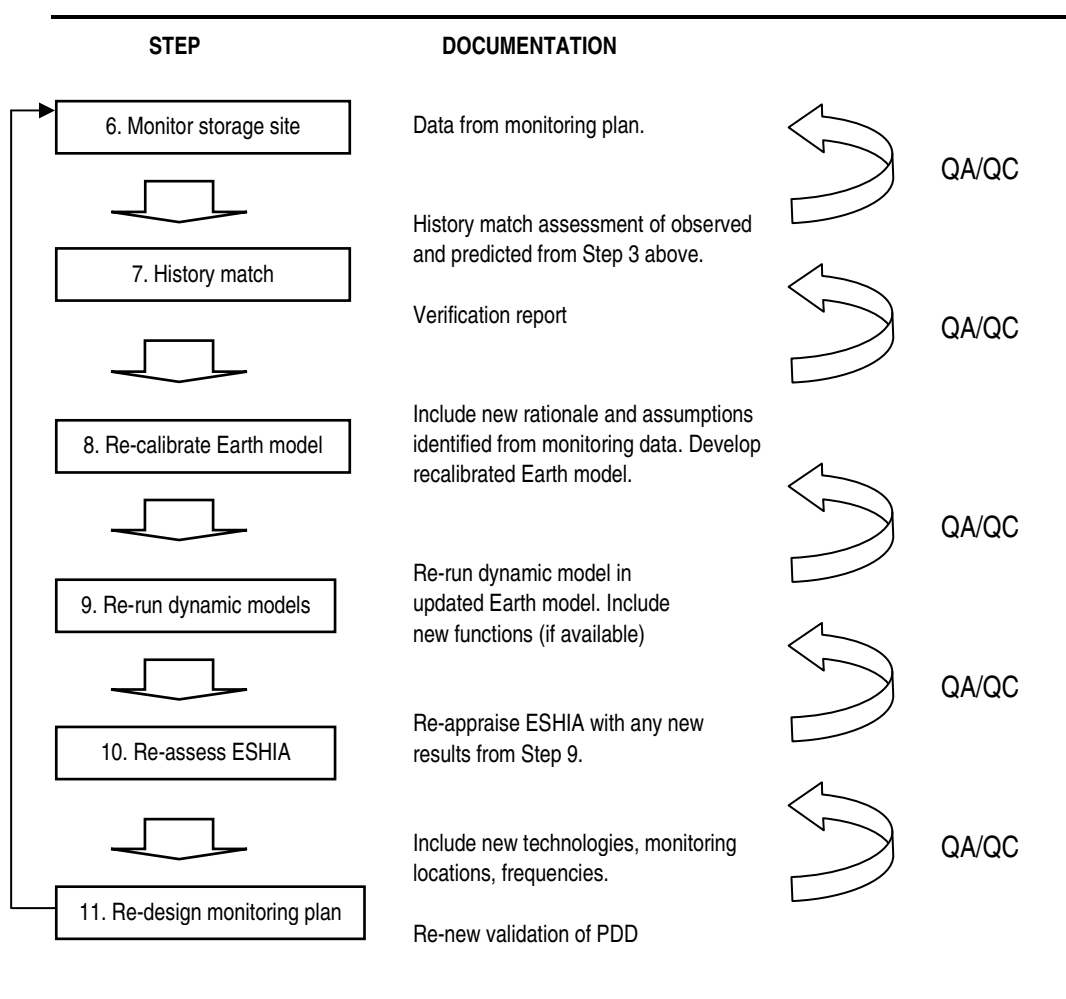 STEP
DOCUMENTATION
6. Monitor storage site
Data from monitoring plan.
QA/QC
History match assessment of observed
and predicted from Step 3 above.
7. History match
Verification report
QA/QC
Include new rationale and assumptions
identified from monitoring data. Develop
recalibrated Earth model.
8. Re-calibrate Earth model
QA/QC
Re-run dynamic model in
updated Earth model. Include
new functions (if available)
9. Re-run dynamic models
QA/QC
Re-appraise ESHIA with any new
results from Step 9.
10. Re-assess ESHIA
Include new technologies, monitoring
locations, frequencies.
QA/QC
11. Re-design monitoring plan
Re-new validation of PDD